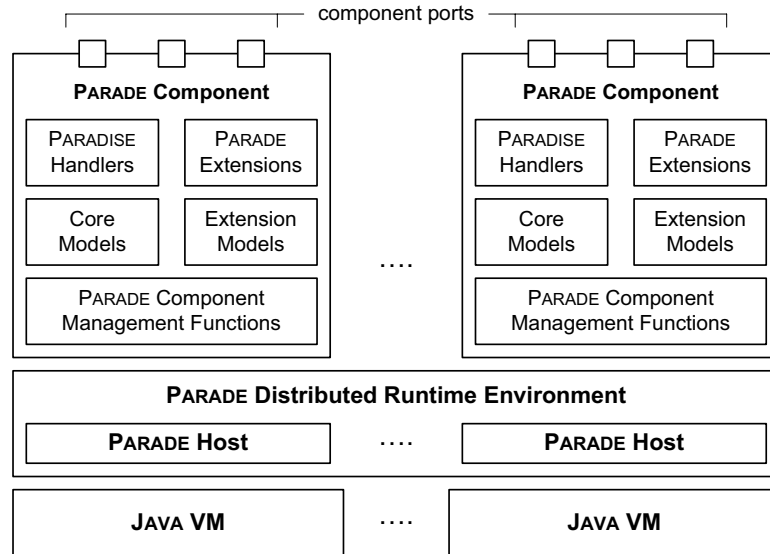 component ports
PARADE Component
PARADISE
Handlers
PARADE
Extensions
Core
Models
Extension
Models
PARADE Component
Management Functions
....
PARADE Component
PARADISE
Handlers
PARADE
Extensions
Core
Models
Extension
Models
PARADE Component
Management Functions
PARADE Distributed Runtime Environment
PARADE Host
....
PARADE Host
JAVA VM
....
JAVA VM